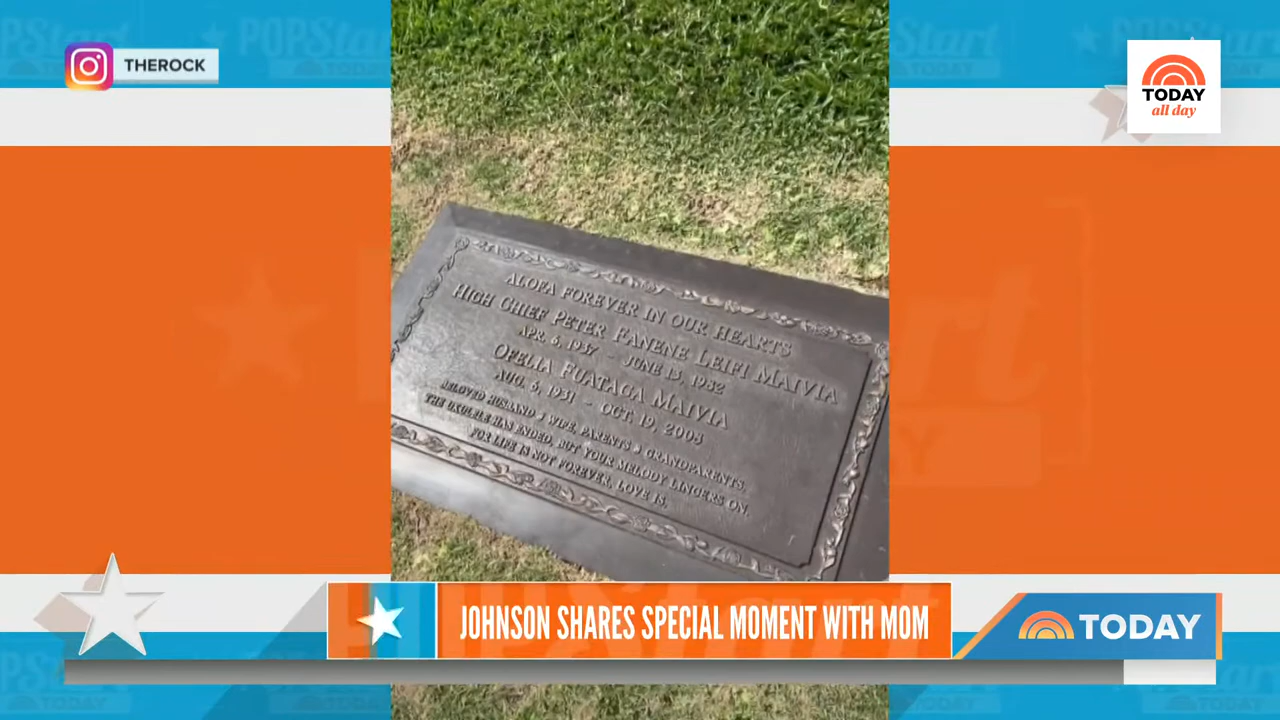 POPStart
TODAY
THEROCK
TODAY
all day
ALOFA FOREVER IN OUR HEARTS
HIGH CHIEF PETER FANENE LEIFI MAIVIA
APR. 6, 1937 - JUNE 13, 1982
OFELIA FUATAGA MAIVIA
AUG. 6, 1931 - OCT. 19, 2008
BELOVED HUSBAND & WIFE, PARENTS & GRANDPARENTS.
THE UKULELE HAS ENDED, BUT YOUR MELODY LINGERS ON.
FOR LIFE IS NOT FOREVER, LOVE IS.
JOHNSON SHARES SPECIAL MOMENT WITH MOM
TODAY